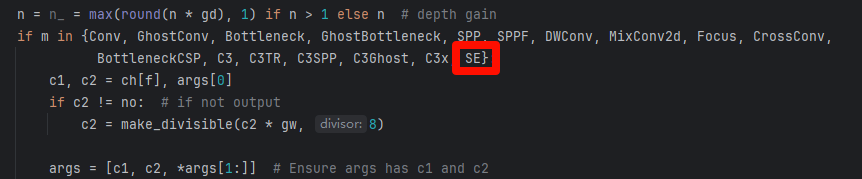 n = n_ = max(round(n * gd), 1) if n > 1 else n  # depth gain
if m in {Conv, GhostConv, Bottleneck, GhostBottleneck, SPP, SPPF, DWConv, MixConv2d, Focus, CrossConv,
BottleneckCSP, C3, C3TR, C3SPP, C3Ghost, C3x SE}
c1, c2 = ch[f], args[0]
if c2 != no:  # if not output
c2 = make_divisible(c2 * gw, divisor: 8)
args = [c1, c2, *args[1:]]  # Ensure args has c1 and c2